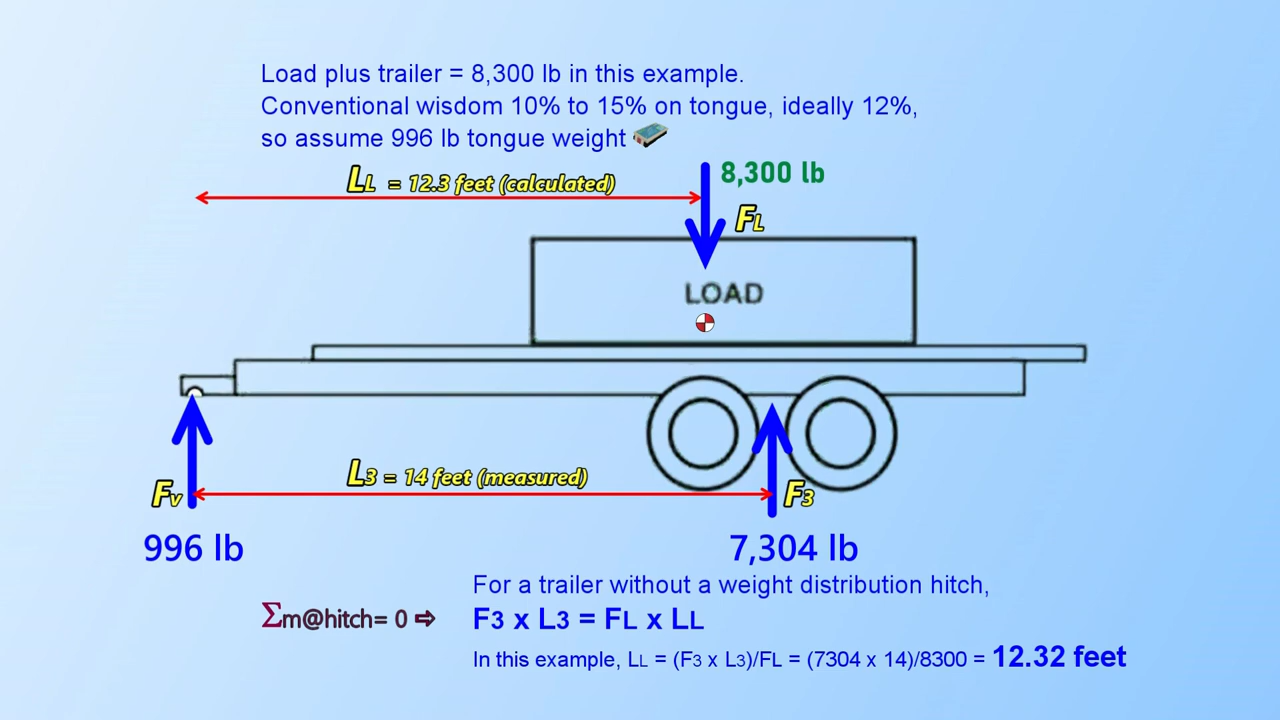 Load plus trailer = 8,300 lb in this example.
Conventional wisdom 10% to 15% on tongue, ideally 12%,
so assume 996 lb tongue weight
LL = 12.3 feet (calculated)
8,300 lb
FL
LOAD
L3 = 14 feet (measured)
Fv
F3
996 lb
7,304 lb
For a trailer without a weight distribution hitch,
Σm@hitch= 0 ⇨ F3 x L3 = FL x LL
In this example, LL = (F3 x L3)/FL = (7304 x 14)/8300 = 12.32 feet